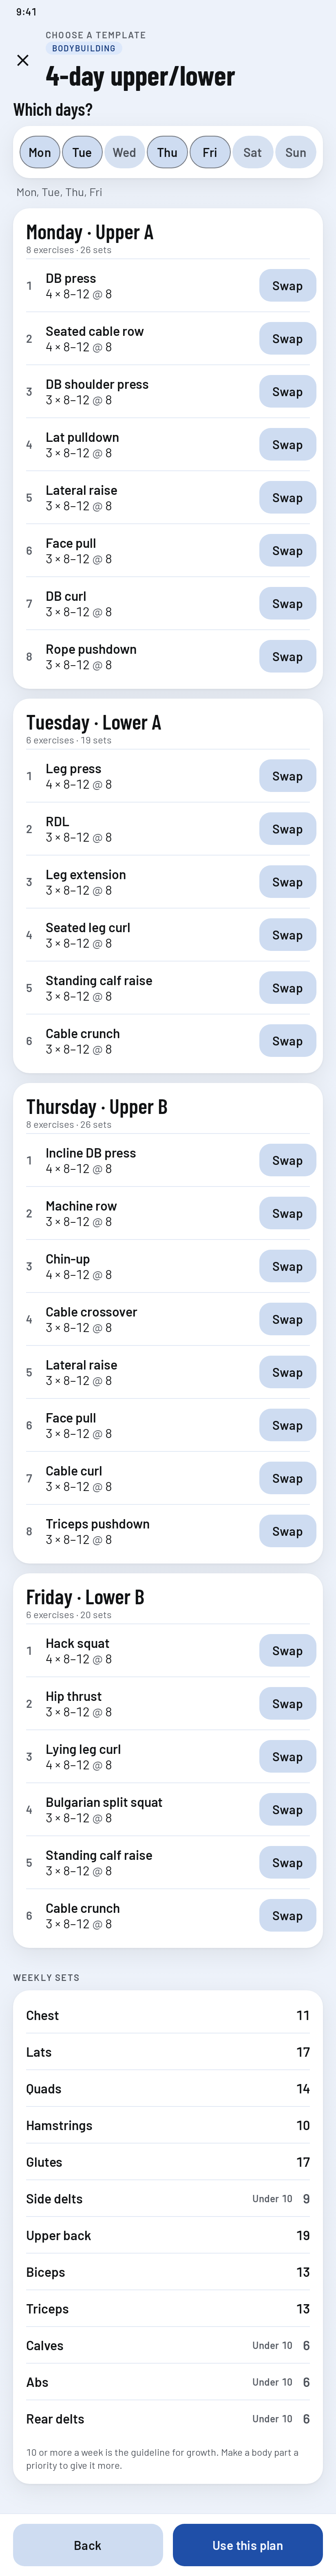 9:41
CHOOSE A TEMPLATE
BODYBUILDING
4-day upper/lower
Which days?
Mon Tue Wed Thu Fri Sat Sun
Mon, Tue, Thu, Fri
Monday · Upper A
8 exercises · 26 sets
1 DB press Swap
4 × 8–12 @ 8
2 Seated cable row Swap
4 × 8–12 @ 8
3 DB shoulder press Swap
3 × 8–12 @ 8
4 Lat pulldown Swap
3 × 8–12 @ 8
5 Lateral raise Swap
3 × 8–12 @ 8
6 Face pull Swap
3 × 8–12 @ 8
7 DB curl Swap
3 × 8–12 @ 8
8 Rope pushdown Swap
3 × 8–12 @ 8
Tuesday · Lower A
6 exercises · 19 sets
1 Leg press Swap
4 × 8–12 @ 8
2 RDL Swap
3 × 8–12 @ 8
3 Leg extension Swap
3 × 8–12 @ 8
4 Seated leg curl Swap
3 × 8–12 @ 8
5 Standing calf raise Swap
3 × 8–12 @ 8
6 Cable crunch Swap
3 × 8–12 @ 8
Thursday · Upper B
8 exercises · 26 sets
1 Incline DB press Swap
4 × 8–12 @ 8
2 Machine row Swap
3 × 8–12 @ 8
3 Chin-up Swap
4 × 8–12 @ 8
4 Cable crossover Swap
3 × 8–12 @ 8
5 Lateral raise Swap
3 × 8–12 @ 8
6 Face pull Swap
3 × 8–12 @ 8
7 Cable curl Swap
3 × 8–12 @ 8
8 Triceps pushdown Swap
3 × 8–12 @ 8
Friday · Lower B
6 exercises · 20 sets
1 Hack squat Swap
4 × 8–12 @ 8
2 Hip thrust Swap
3 × 8–12 @ 8
3 Lying leg curl Swap
4 × 8–12 @ 8
4 Bulgarian split squat Swap
3 × 8–12 @ 8
5 Standing calf raise Swap
3 × 8–12 @ 8
6 Cable crunch Swap
3 × 8–12 @ 8
WEEKLY SETS
Chest 11
Lats 17
Quads 14
Hamstrings 10
Glutes 17
Side delts Under 10 9
Upper back 19
Biceps 13
Triceps 13
Calves Under 10 6
Abs Under 10 6
Rear delts Under 10 6
10 or more a week is the guideline for growth. Make a body part a
priority to give it more.
Back Use this plan